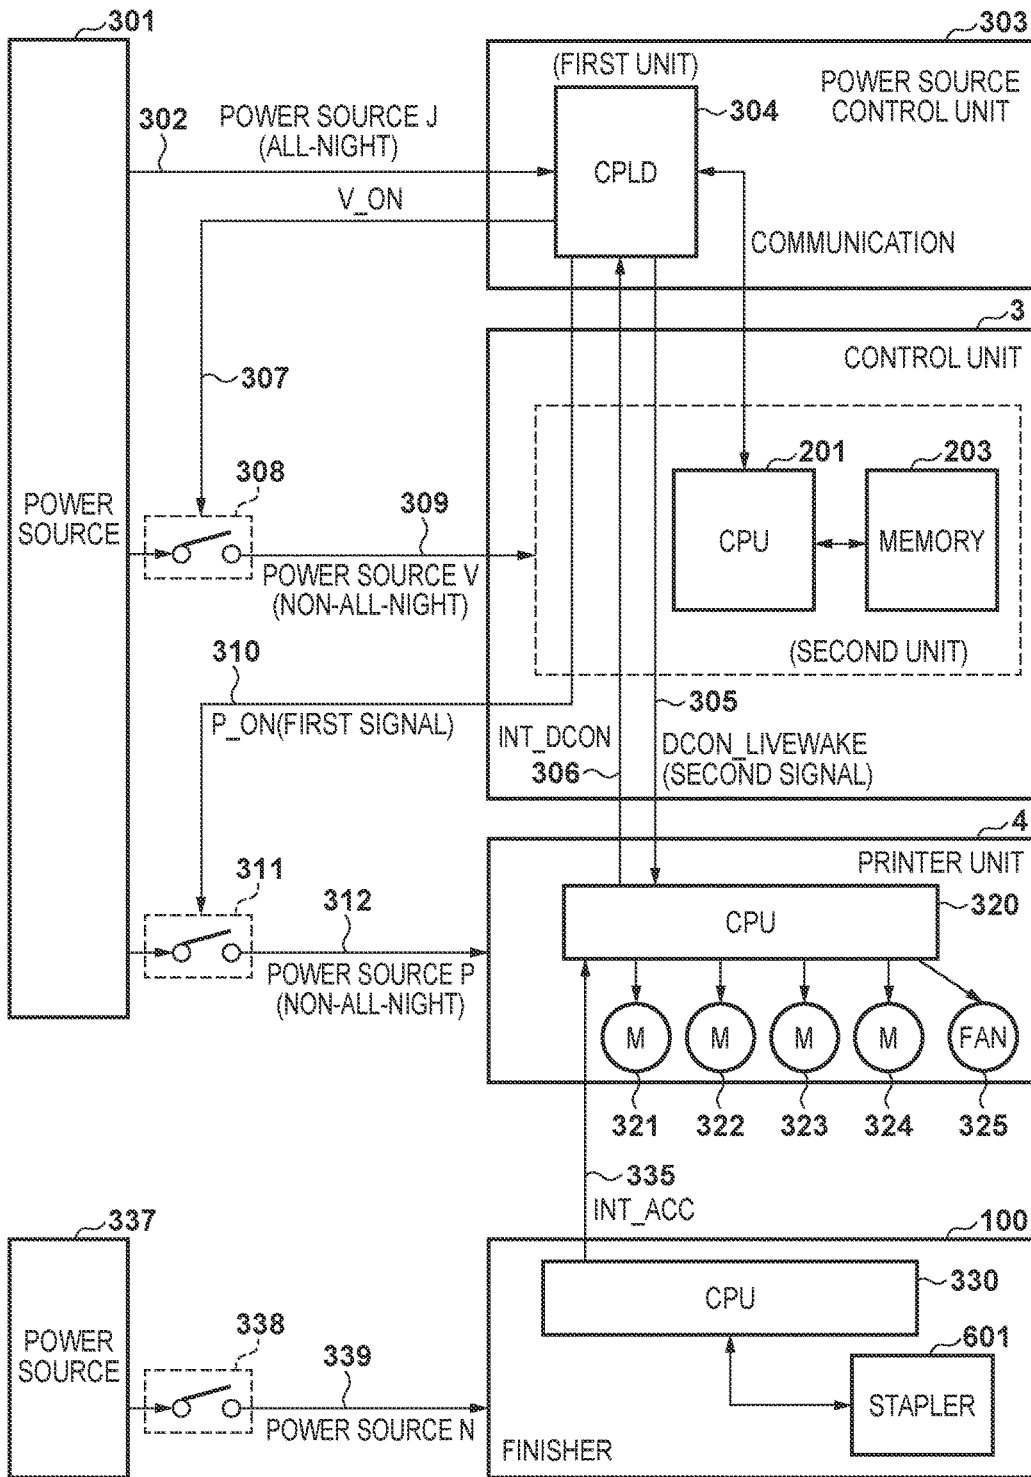 301
303
(FIRST UNIT)
POWER SOURCE
CONTROL UNIT
304
302
POWER SOURCE J
(ALL-NIGHT)
CPLD
V_ON
COMMUNICATION
3
CONTROL UNIT
307
201
203
308
POWER
SOURCE
309
CPU
MEMORY
POWER SOURCE V
(NON-ALL-NIGHT)
(SECOND UNIT)
310
P_ON(FIRST SIGNAL)
305
INT_DCON
DCON_LIVEWAKE
(SECOND SIGNAL)
306
4
PRINTER UNIT
311
312
320
CPU
POWER SOURCE P
(NON-ALL-NIGHT)
M
M
M
M
FAN
321
322
323
324
325
335
INT_ACC
337
100
330
CPU
POWER
SOURCE
338
339
601
STAPLER
POWER SOURCE N
FINISHER